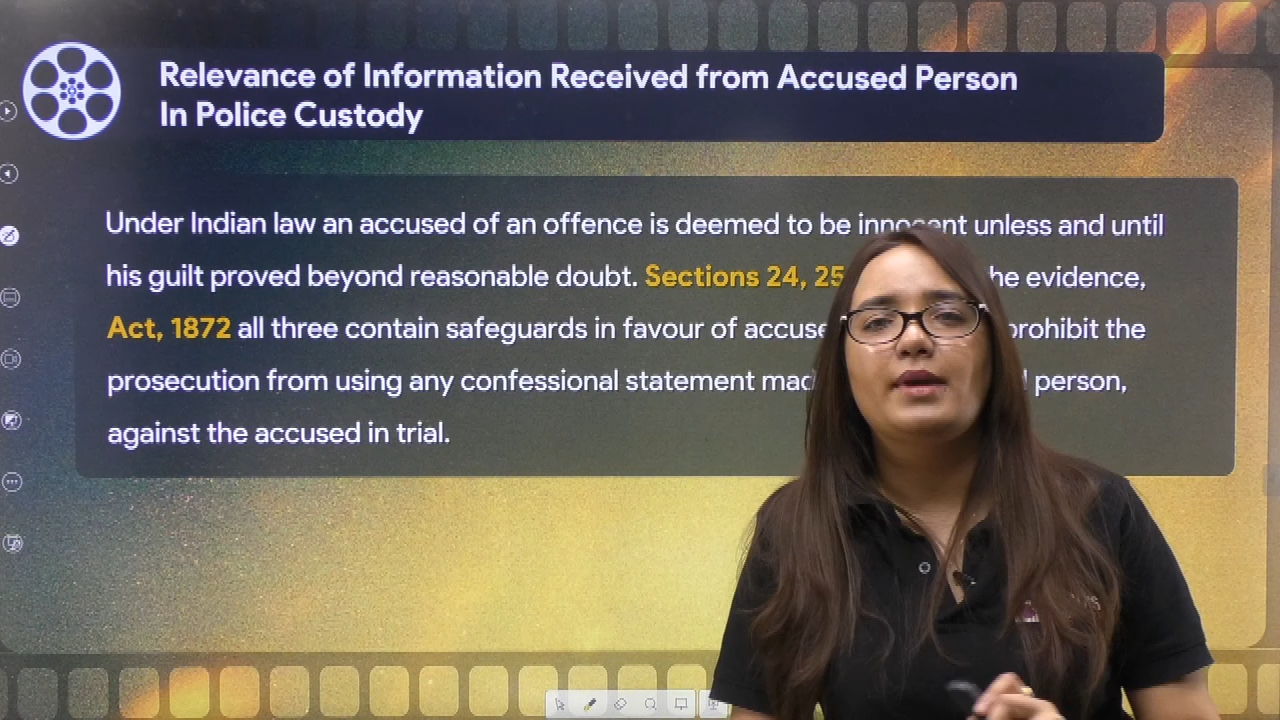 Relevance of Information Received from Accused Person
In Police Custody
Under Indian law an accused of an offence is deemed to be innocent unless and until
his guilt proved beyond reasonable doubt. Sections 24, 25 evidence,
Act, 1872 all three contain safeguards in favour of prohibit the
prosecution from using any confessional statement person,
against the accused in trial.